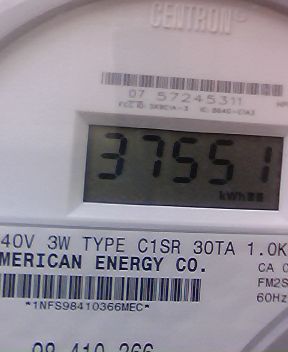 CENTRON®
07 57245311
37551
kWh
40V 3W TYPE C1SR 30TA 1.0K
MERICAN ENERGY CO.
CA 0
FM2S
60Hz
*1NFS98410366MEC*
98 410 366